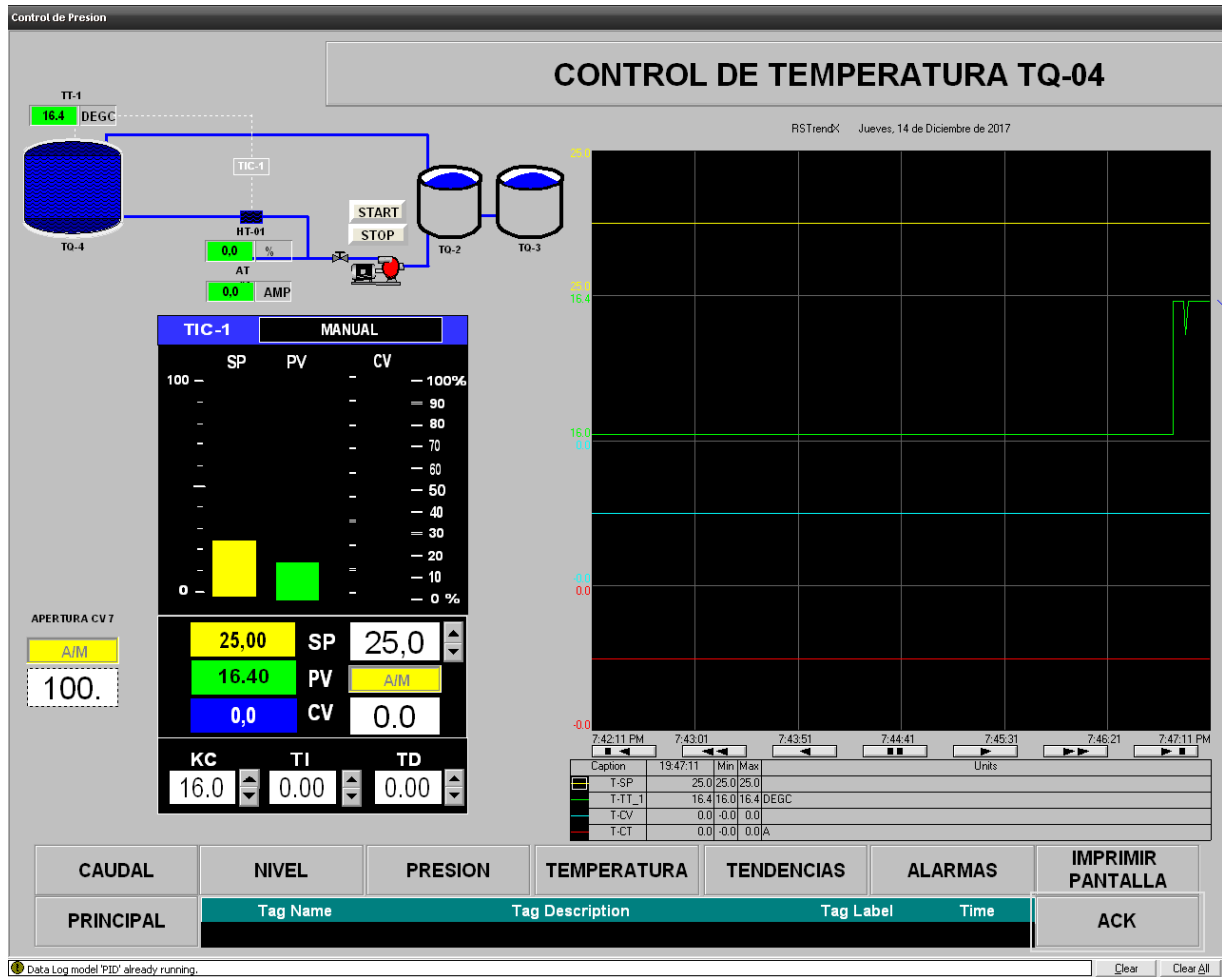 Control de Presion
CONTROL DE TEMPERATURA TQ-04
TT-1
16.4 DEGC
TIC-1
HT-01
0,0 %
AT
0,0 AMP
START
STOP
TQ-4
TQ-2
TQ-3
TIC-1 MANUAL
SP PV CV
100
0
100%
90
80
70
60
50
40
30
20
10
0 %
APERTURA CV 7
A/M
100.
25,00 SP 25,0
16.40 PV A/M
0,0 CV 0.0
KC TI TD
16.0 0.00 0.00
RSTrendX Jueves, 14 de Diciembre de 2017
25.0
25.0
16.4
16.0
0.0
-0.0
0.0
-0.0
7:42:11 PM 7:43:01 7:43:51 7:44:41 7:45:31 7:46:21 7:47:11 PM
Caption 19:47:11 Min Max Units
T-SP 25.0 25.0 25.0
T-TT_1 16.4 16.0 16.4 DEGC
T-CV 0.0 -0.0 0.0
T-CT 0.0 -0.0 0.0 A
CAUDAL NIVEL PRESION TEMPERATURA TENDENCIAS ALARMAS IMPRIMIR
PANTALLA
PRINCIPAL Tag Name Tag Description Tag Label Time ACK
Data Log model 'PID' already running. Clear Clear All